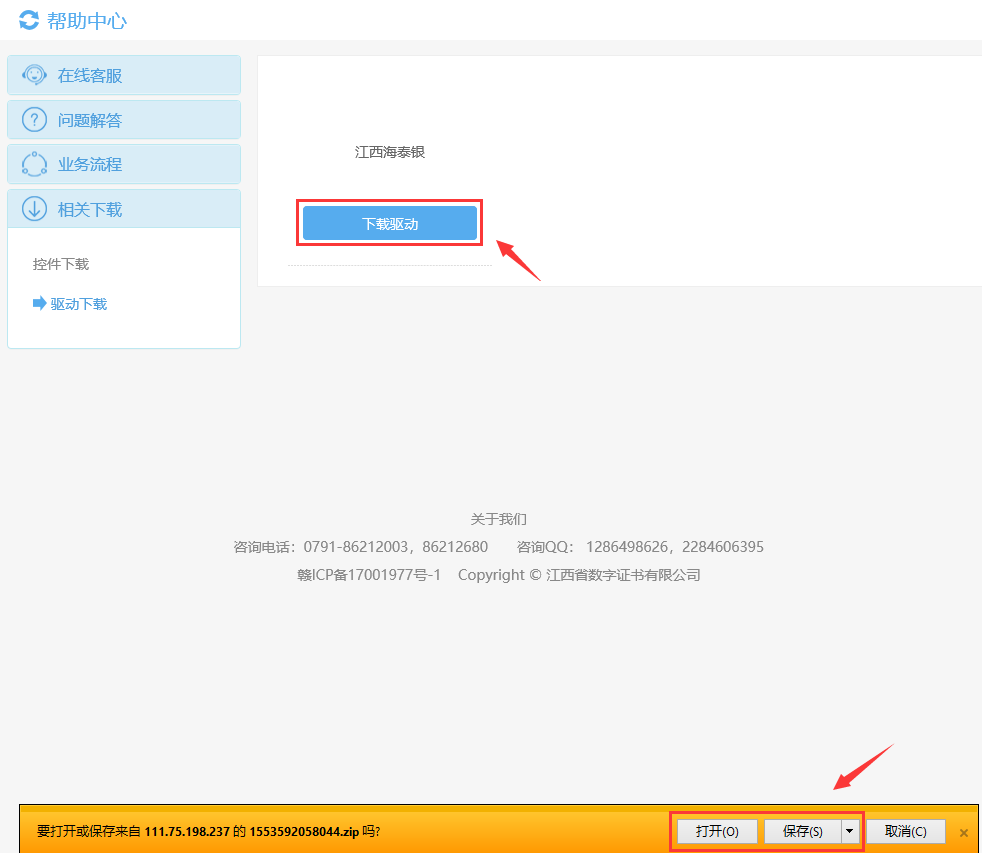 帮助中心
在线客服
问题解答
业务流程
相关下载
控件下载
驱动下载
江西海泰银
下载驱动
关于我们
咨询电话：0791-86212003，86212680 咨询QQ： 1286498626，2284606395
赣ICP备17001977号-1 Copyright © 江西省数字证书有限公司
要打开或保存来自 111.75.198.237 的 1553592058044.zip 吗? 打开(O) 保存(S) 取消(C) ×